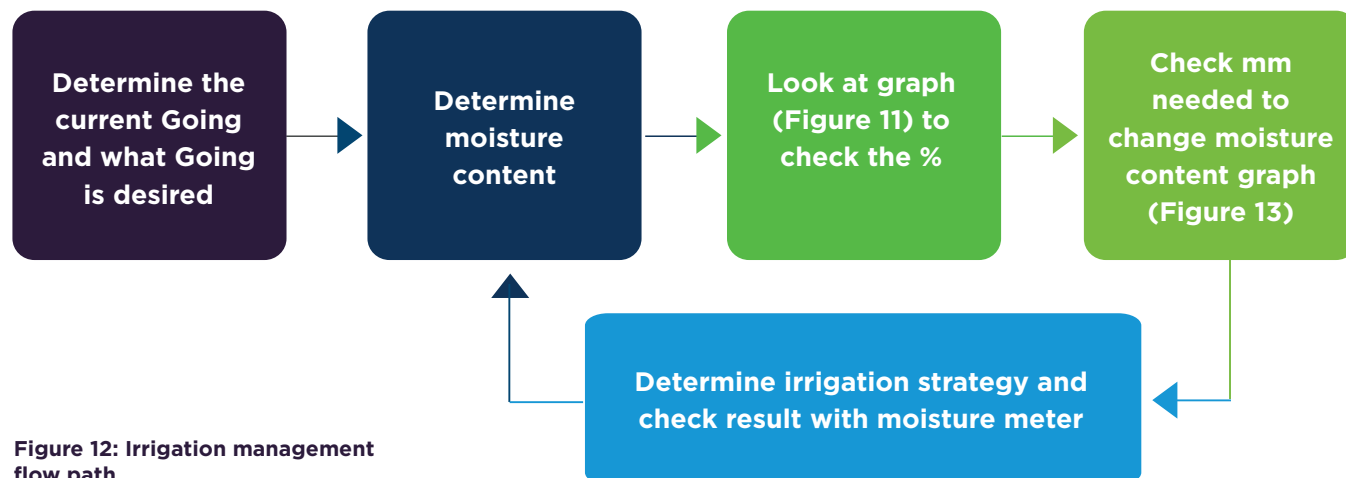 Determine the
current Going
and what Going
is desired
Determine
moisture
content
Look at graph
(Figure 11) to
check the %
Check mm
needed to
change moisture
content graph
(Figure 13)
Determine irrigation strategy and
check result with moisture meter
Figure 12: Irrigation management
flow path